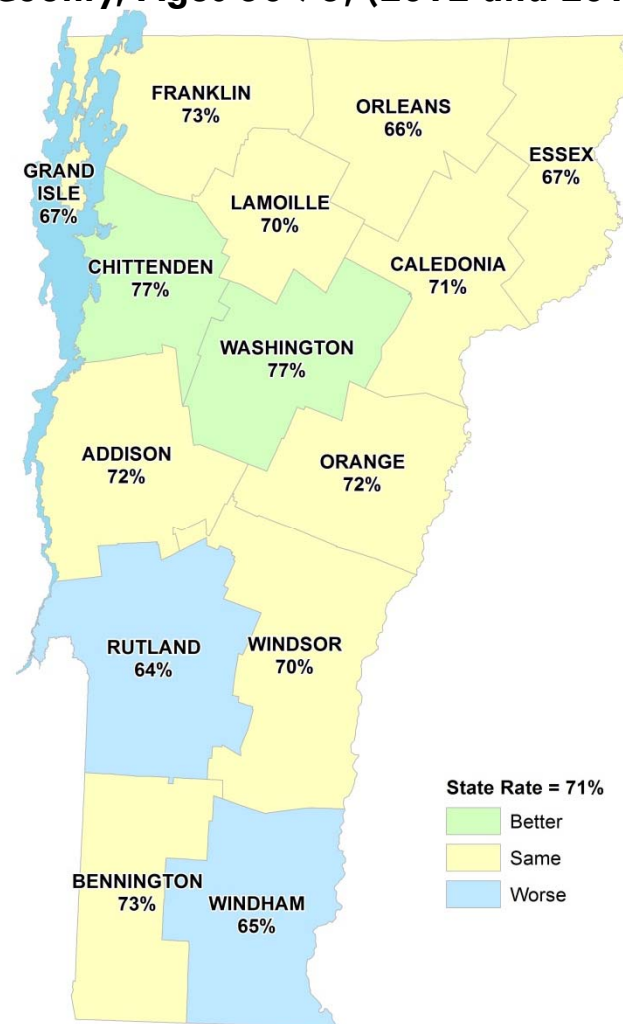 FRANKLIN
73%
ORLEANS
66%
ESSEX
67%
GRAND
ISLE
67%
LAMOILLE
70%
CHITTENDEN
77%
CALEDONIA
71%
WASHINGTON
77%
ADDISON
72%
ORANGE
72%
RUTLAND
64%
WINDSOR
70%
State Rate = 71%
Better
Same
Worse
BENNINGTON
73%
WINDHAM
65%